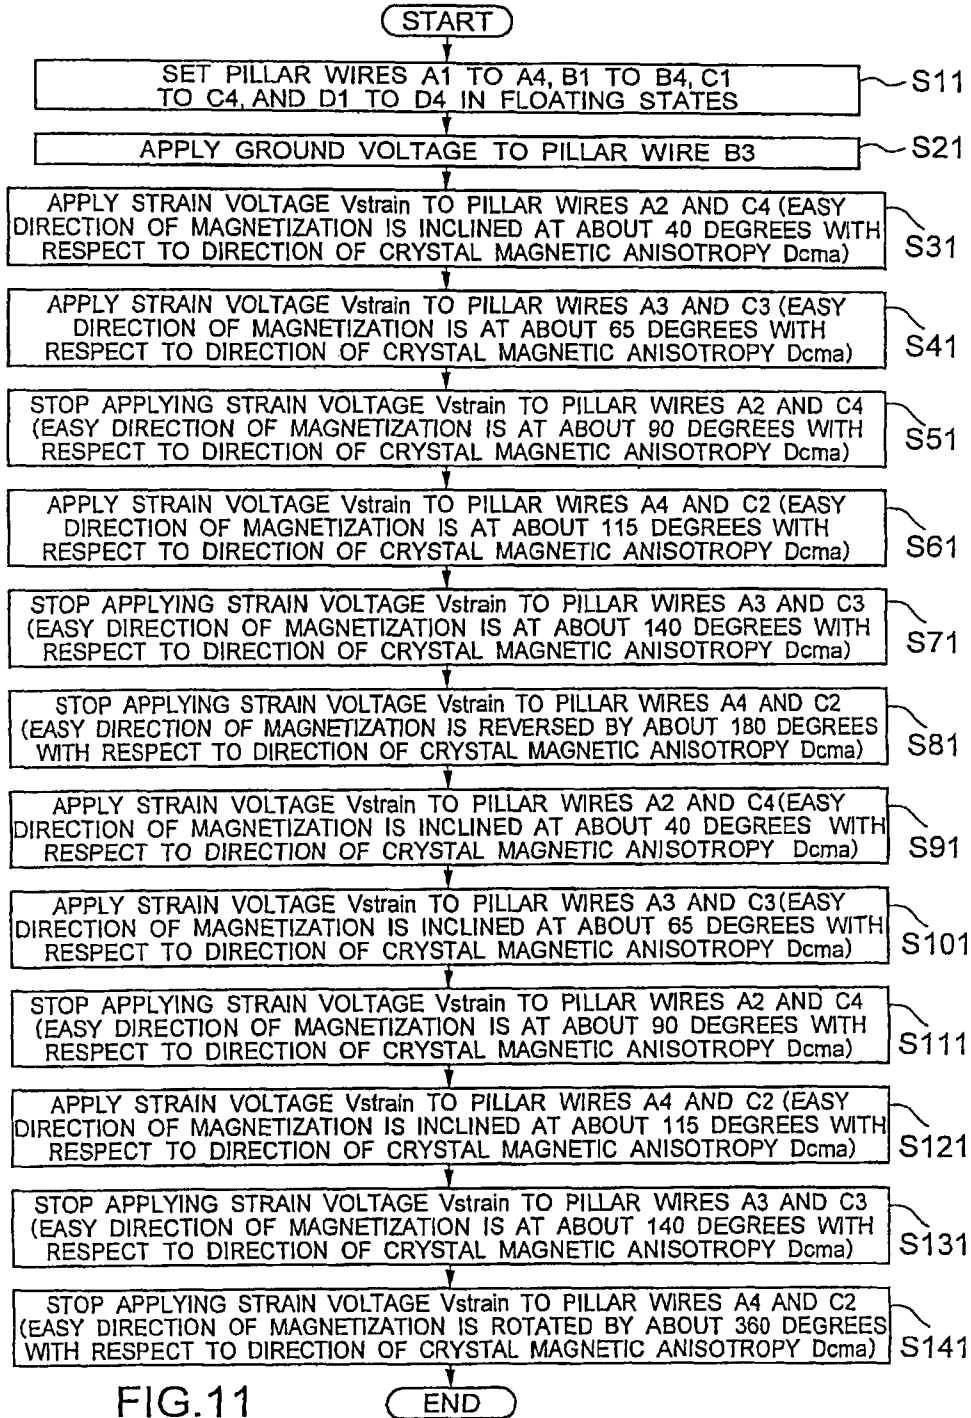 START
SET PILLAR WIRES A1 TO A4, B1 TO B4, C1
TO C4, AND D1 TO D4 IN FLOATING STATES
S11
APPLY GROUND VOLTAGE TO PILLAR WIRE B3
S21
APPLY STRAIN VOLTAGE Vstrain TO PILLAR WIRES A2 AND C4 (EASY
DIRECTION OF MAGNETIZATION IS INCLINED AT ABOUT 40 DEGREES WITH
RESPECT TO DIRECTION OF CRYSTAL MAGNETIC ANISOTROPY Dcma)
S31
APPLY STRAIN VOLTAGE Vstrain TO PILLAR WIRES A3 AND C3 (EASY
DIRECTION OF MAGNETIZATION IS AT ABOUT 65 DEGREES WITH
RESPECT TO DIRECTION OF CRYSTAL MAGNETIC ANISOTROPY Dcma)
S41
STOP APPLYING STRAIN VOLTAGE Vstrain TO PILLAR WIRES A2 AND C4
(EASY DIRECTION OF MAGNETIZATION IS AT ABOUT 90 DEGREES WITH
RESPECT TO DIRECTION OF CRYSTAL MAGNETIC ANISOTROPY Dcma)
S51
APPLY STRAIN VOLTAGE Vstrain TO PILLAR WIRES A4 AND C2 (EASY
DIRECTION OF MAGNETIZATION IS AT ABOUT 115 DEGREES WITH
RESPECT TO DIRECTION OF CRYSTAL MAGNETIC ANISOTROPY Dcma)
S61
STOP APPLYING STRAIN VOLTAGE Vstrain TO PILLAR WIRES A3 AND C3
(EASY DIRECTION OF MAGNETIZATION IS AT ABOUT 140 DEGREES WITH
RESPECT TO DIRECTION OF CRYSTAL MAGNETIC ANISOTROPY Dcma)
S71
STOP APPLYING STRAIN VOLTAGE Vstrain TO PILLAR WIRES A4 AND C2
(EASY DIRECTION OF MAGNETIZATION IS REVERSED BY ABOUT 180 DEGREES
WITH RESPECT TO DIRECTION OF CRYSTAL MAGNETIC ANISOTROPY Dcma)
S81
APPLY STRAIN VOLTAGE Vstrain TO PILLAR WIRES A2 AND C4(EASY
DIRECTION OF MAGNETIZATION IS INCLINED AT ABOUT 40 DEGREES WITH
RESPECT TO DIRECTION OF CRYSTAL MAGNETIC ANISOTROPY Dcma)
S91
APPLY STRAIN VOLTAGE Vstrain TO PILLAR WIRES A3 AND C3(EASY
DIRECTION OF MAGNETIZATION IS INCLINED AT ABOUT 65 DEGREES WITH
RESPECT TO DIRECTION OF CRYSTAL MAGNETIC ANISOTROPY Dcma)
S101
STOP APPLYING STRAIN VOLTAGE Vstrain TO PILLAR WIRES A2 AND C4
(EASY DIRECTION OF MAGNETIZATION IS AT ABOUT 90 DEGREES WITH
RESPECT TO DIRECTION OF CRYSTAL MAGNETIC ANISOTROPY Dcma)
S111
APPLY STRAIN VOLTAGE Vstrain TO PILLAR WIRES A4 AND C2 (EASY
DIRECTION OF MAGNETIZATION IS INCLINED AT ABOUT 115 DEGREES WITH
RESPECT TO DIRECTION OF CRYSTAL MAGNETIC ANISOTROPY Dcma)
S121
STOP APPLYING STRAIN VOLTAGE Vstrain TO PILLAR WIRES A3 AND C3
(EASY DIRECTION OF MAGNETIZATION IS AT ABOUT 140 DEGREES WITH
RESPECT TO DIRECTION OF CRYSTAL MAGNETIC ANISOTROPY Dcma)
S131
STOP APPLYING STRAIN VOLTAGE Vstrain TO PILLAR WIRES A4 AND C2
(EASY DIRECTION OF MAGNETIZATION IS ROTATED BY ABOUT 360 DEGREES
WITH RESPECT TO DIRECTION OF CRYSTAL MAGNETIC ANISOTROPY Dcma)
S141
FIG.11
END